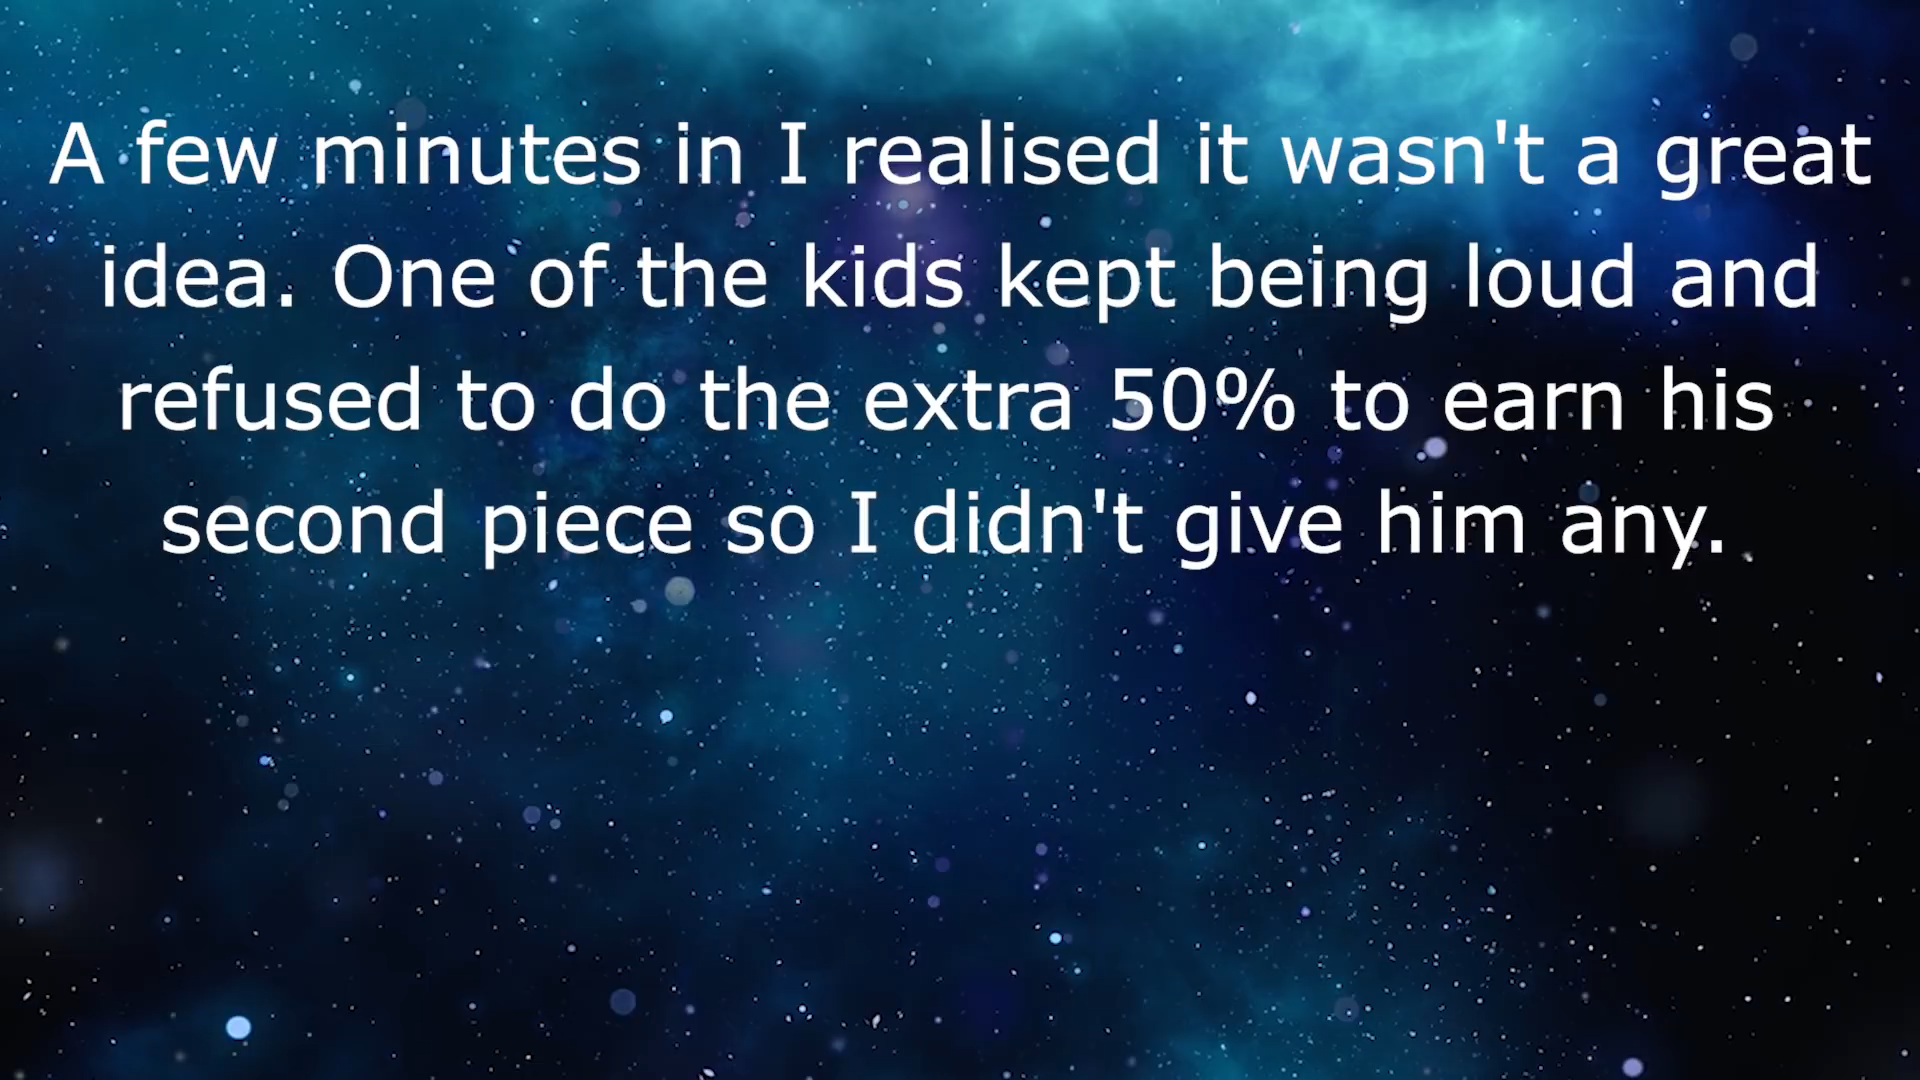 A few minutes in I realised it wasn't a great
idea. One of the kids kept being loud and
refused to do the extra 50% to earn his
second piece so I didn't give him any.